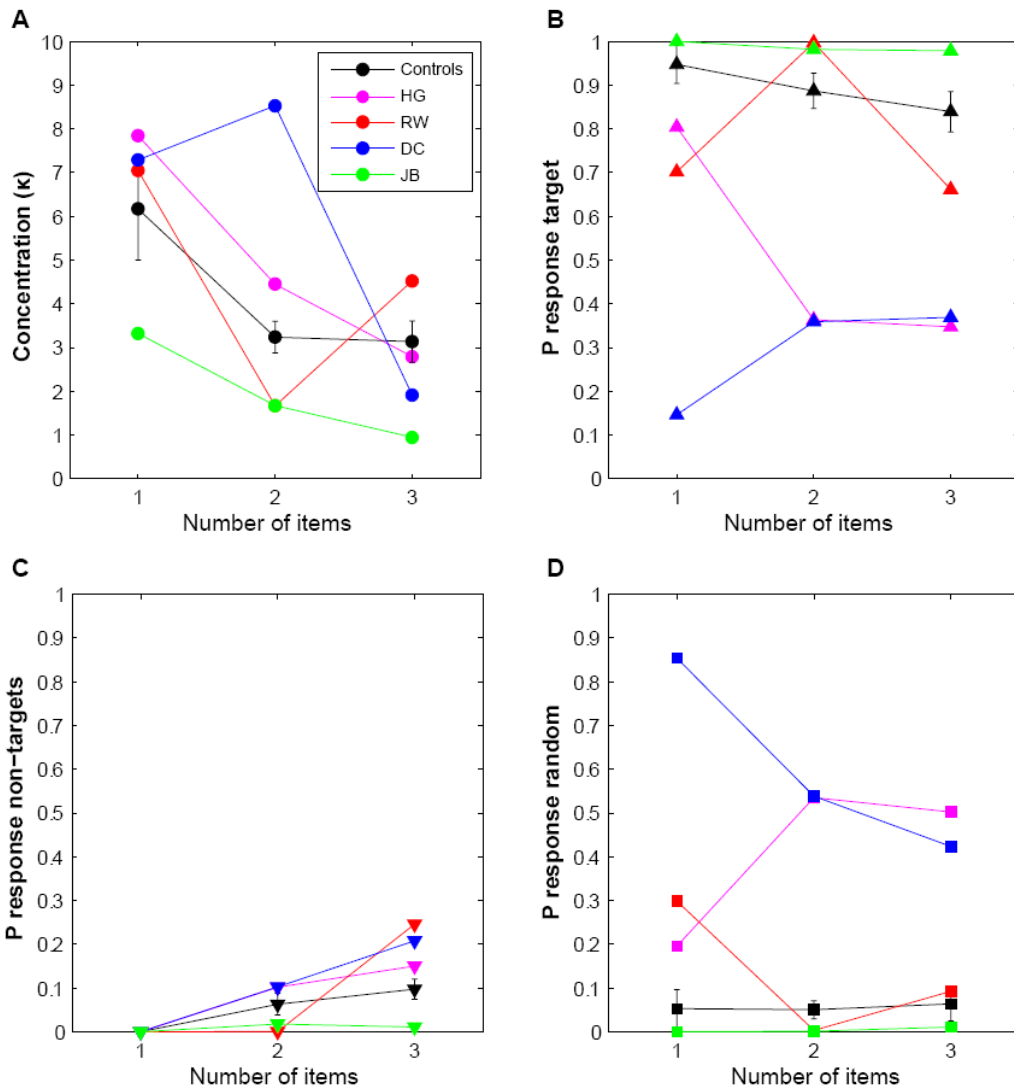 A
Concentration (κ)
10
9
8
7
6
5
4
3
2
1
0
Controls
HG
RW
DC
JB
1 2 3
Number of items
B
P response target
1
0.9
0.8
0.7
0.6
0.5
0.4
0.3
0.2
0.1
0
1 2 3
Number of items
C
P response non-targets
1
0.9
0.8
0.7
0.6
0.5
0.4
0.3
0.2
0.1
0
1 2 3
Number of items
D
P response random
1
0.9
0.8
0.7
0.6
0.5
0.4
0.3
0.2
0.1
0
1 2 3
Number of items